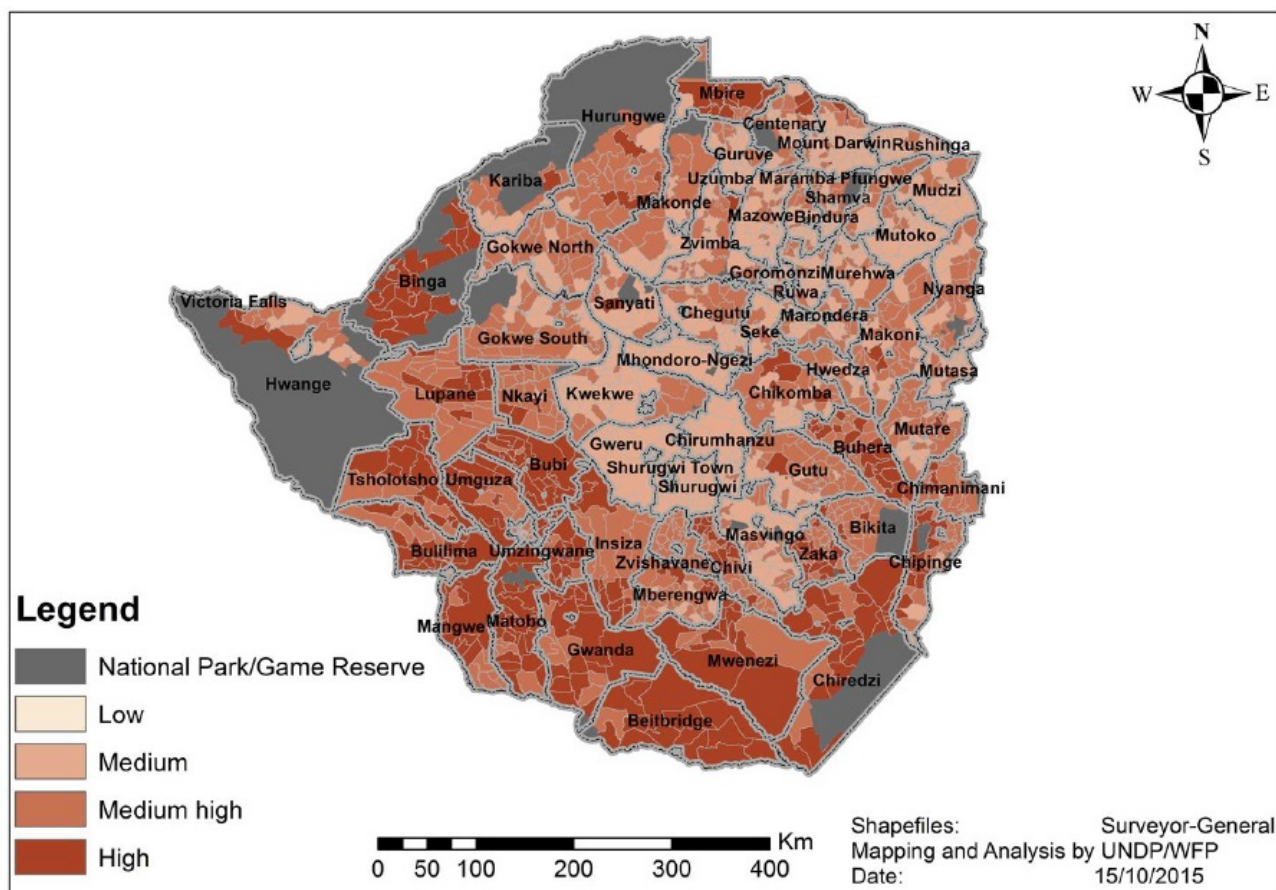 N
W E
S
Mbire
Hurungwe
Centenary
Mount Darwin Rushinga
Guruve
Kariba
Uzumba Maramba Pfungwe
Mudzi
Shamva
Makonde
Mazowe Bindura
Mutoko
Zvimba
Gokwe North
Goromonzi Murehwa
Binga
Ruwa
Nyanga
Victoria Falls
Sanyati
Chegutu
Marondera
Seke
Makoni
Gokwe South
Mhondoro-Ngezi
Hwedza
Mutasa
Hwange
Lupane
Nkayi
Kwekwe
Chikomba
Mutare
Gweru
Chirumhanzu
Buhera
Bubi
Shurugwi Town
Gutu
Tsholotsho Umguza
Shurugwi
Chimanimani
Bikita
Masvingo
Insiza
Bulilima
Umzingwane
Zvishavane
Chivi
Zaka
Chipinge
Mberengwa
Mangwe
Matobo
Gwanda
Mwenezi
Chiredzi
Beitbridge
Legend
National Park/Game Reserve
Low
Medium
Medium high
High
Km
0 50 100 200 300 400
Shapefiles: Surveyor-General
Mapping and Analysis by UNDP/WFP
Date: 15/10/2015